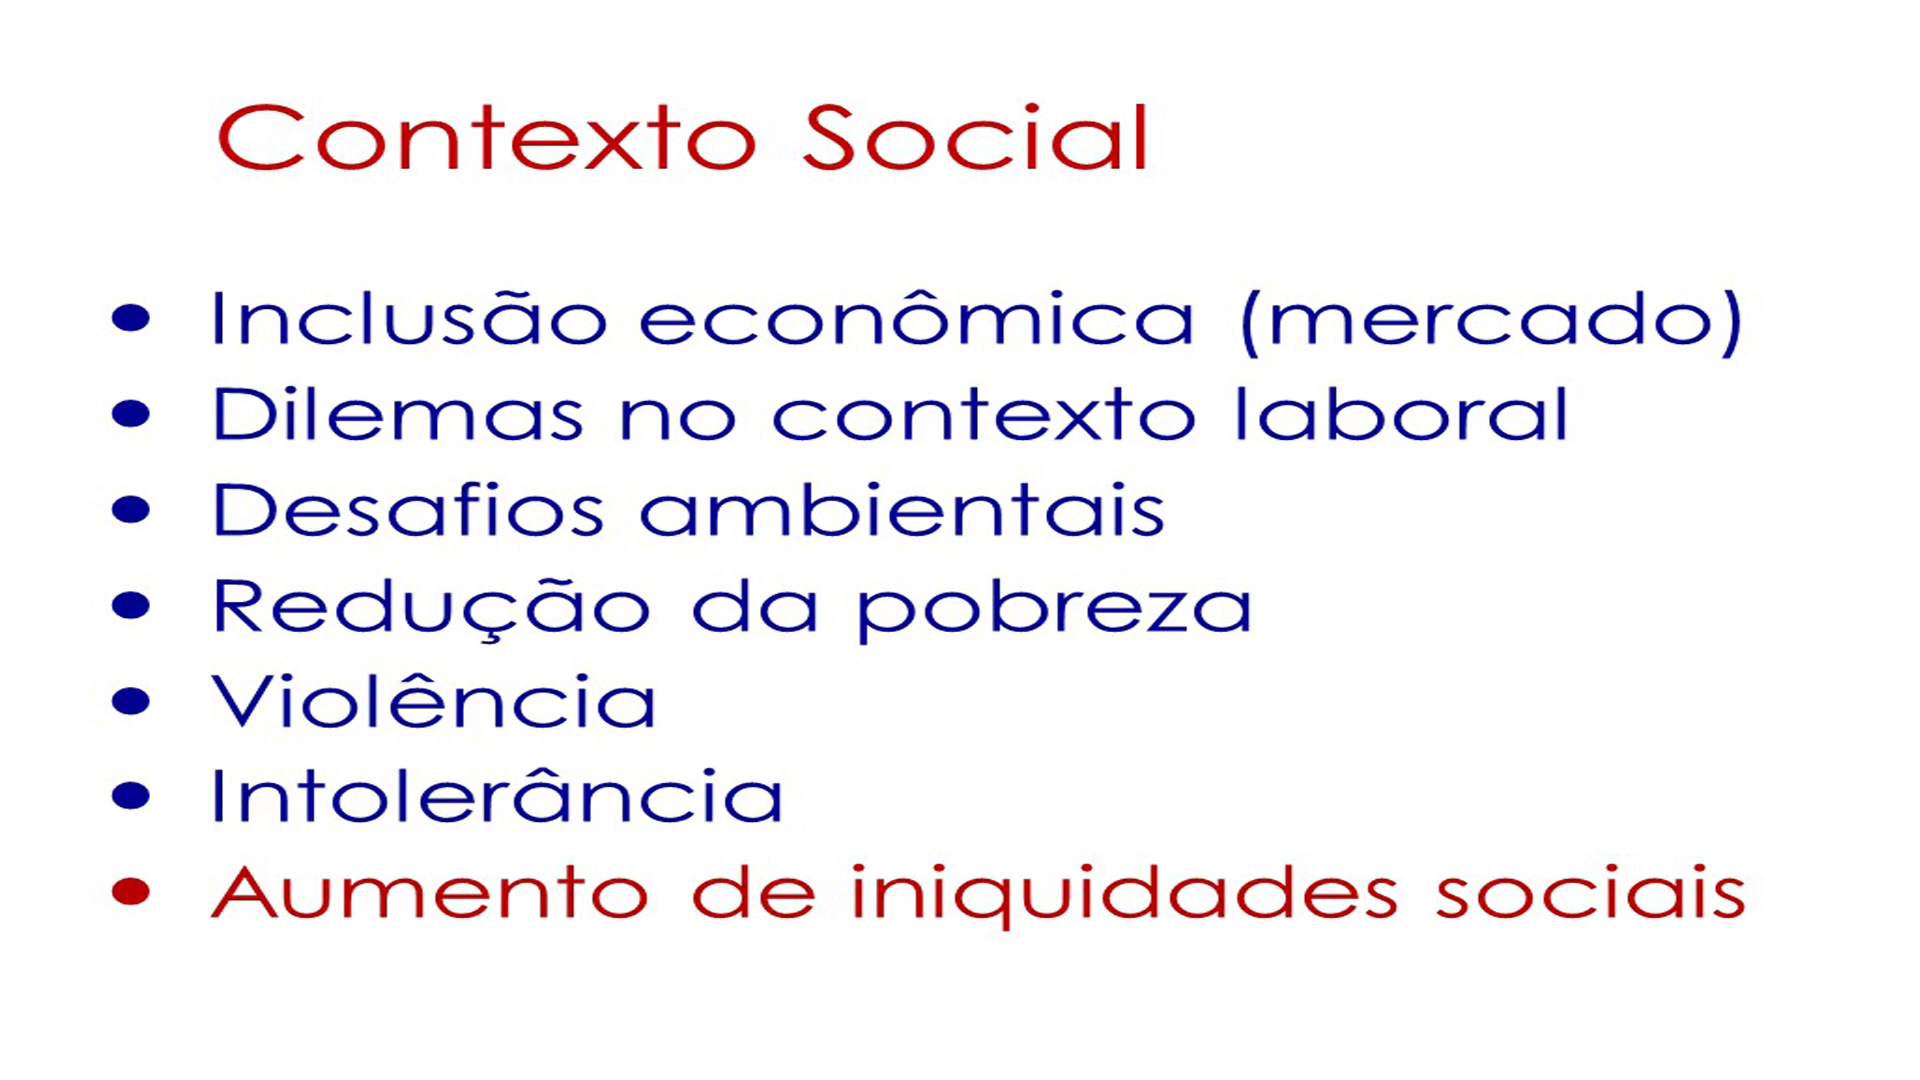 Contexto Social
• Inclusão econômica (mercado)
• Dilemas no contexto laboral
• Desafios ambientais
• Redução da pobreza
• Violência
• Intolerância
• Aumento de iniquidades sociais